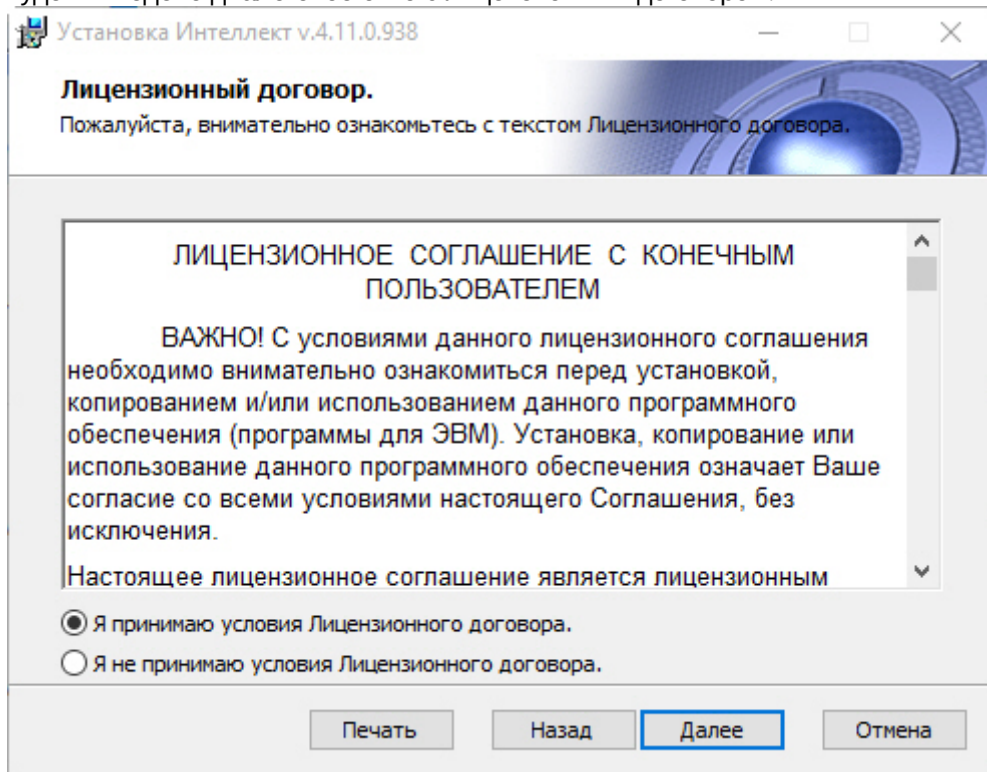 Установка Интеллект v.4.11.0.938
Лицензионный договор.
Пожалуйста, внимательно ознакомьтесь с текстом Лицензионного договора.
ЛИЦЕНЗИОННОЕ СОГЛАШЕНИЕ С КОНЕЧНЫМ
ПОЛЬЗОВАТЕЛЕМ
ВАЖНО! С условиями данного лицензионного соглашения
необходимо внимательно ознакомиться перед установкой,
копированием и/или использованием данного программного
обеспечения (программы для ЭВМ). Установка, копирование или
использование данного программного обеспечения означает Ваше
согласие со всеми условиями настоящего Соглашения, без
исключения.
Настоящее лицензионное соглашение является лицензионным
Я принимаю условия Лицензионного договора.
Я не принимаю условия Лицензионного договора.
Печать Назад Далее Отмена